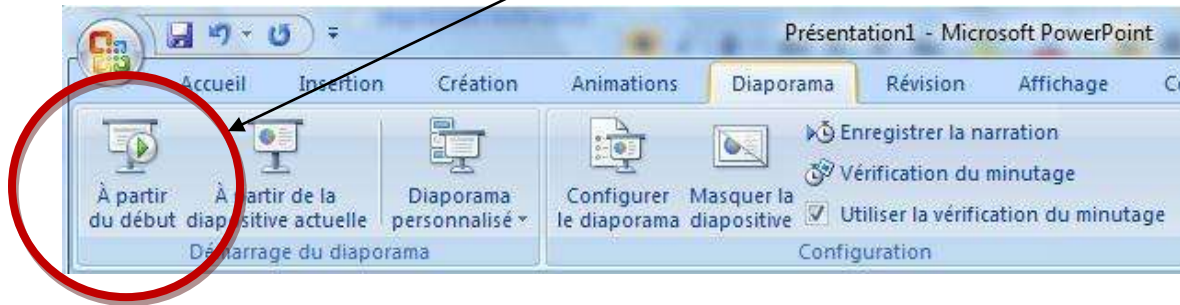 Présentation1 - Microsoft PowerPoint
Accueil Insertion Création Animations Diaporama Révision Affichage
À partir du début
À partir de la diapositive actuelle
Diaporama personnalisé
Configurer le diaporama
Masquer la diapositive
Enregistrer la narration
Vérification du minutage
Utiliser la vérification du minutage
Démarrage du diaporama
Configuration